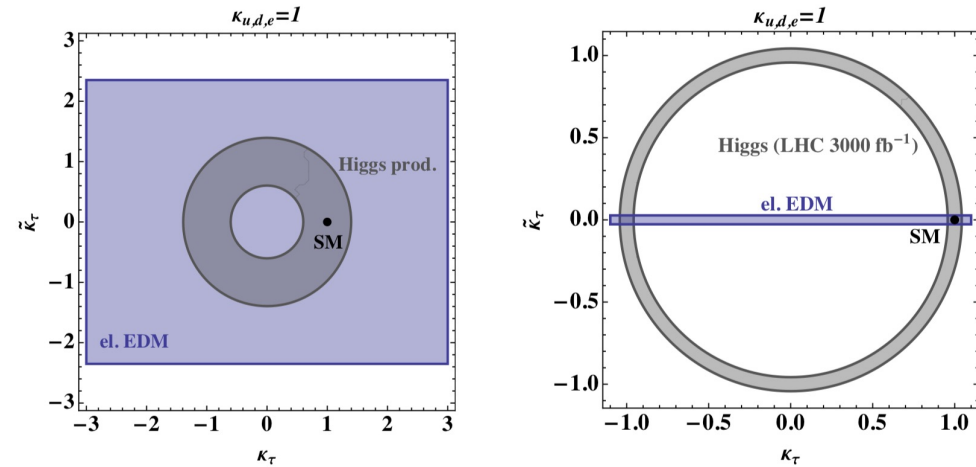 κu,d,e=1
3
2
1
0
−1
−2
−3
κ̃τ
Higgs prod.
SM
el. EDM
−3 −2 −1 0 1 2 3
κτ
κu,d,e=1
1.0
0.5
0.0
−0.5
−1.0
κ̃τ
Higgs (LHC 3000 fb−1)
el. EDM
SM
−1.0 −0.5 0.0 0.5 1.0
κτ